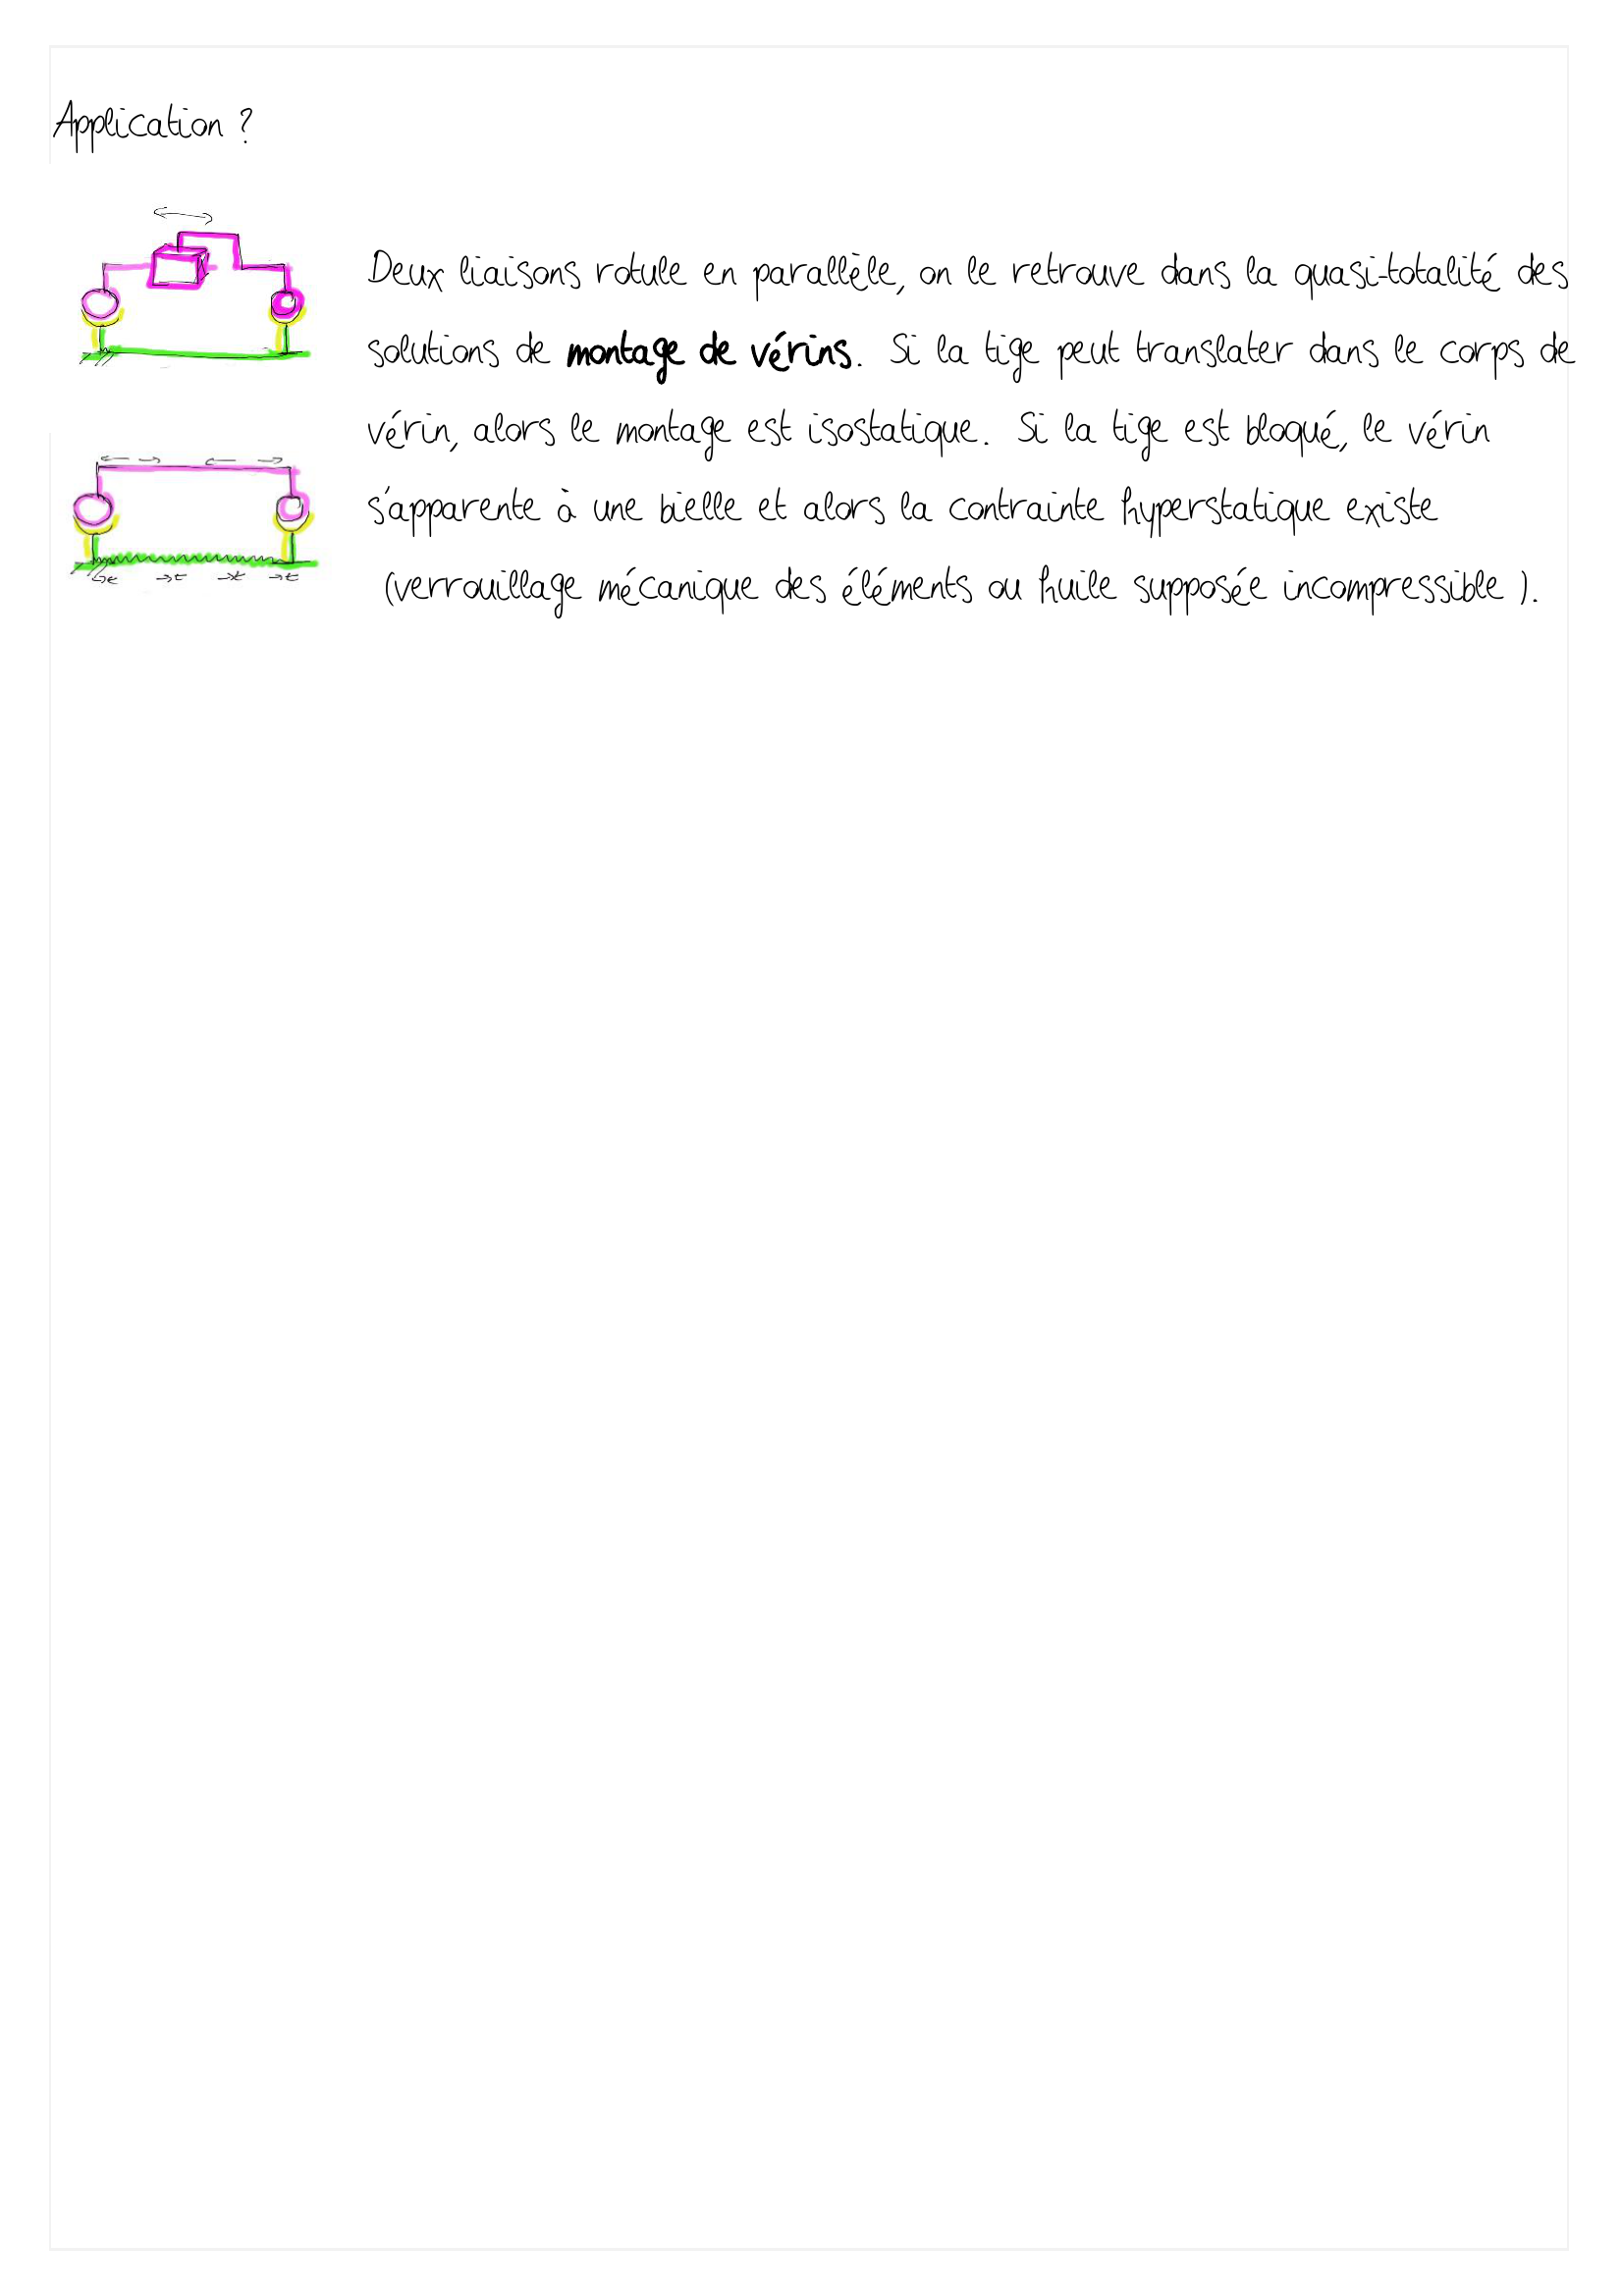 Application ?
Deux liaisons rotule en parallèle, on le retrouve dans la quasi-totalité des
solutions de montage de vérins. Si la tige peut translater dans le corps de
vérin, alors le montage est isostatique. Si la tige est bloqué, le vérin
s'apparente à une bielle et alors la contrainte hyperstatique existe
(verrouillage mécanique des éléments ou huile supposée incompressible ).